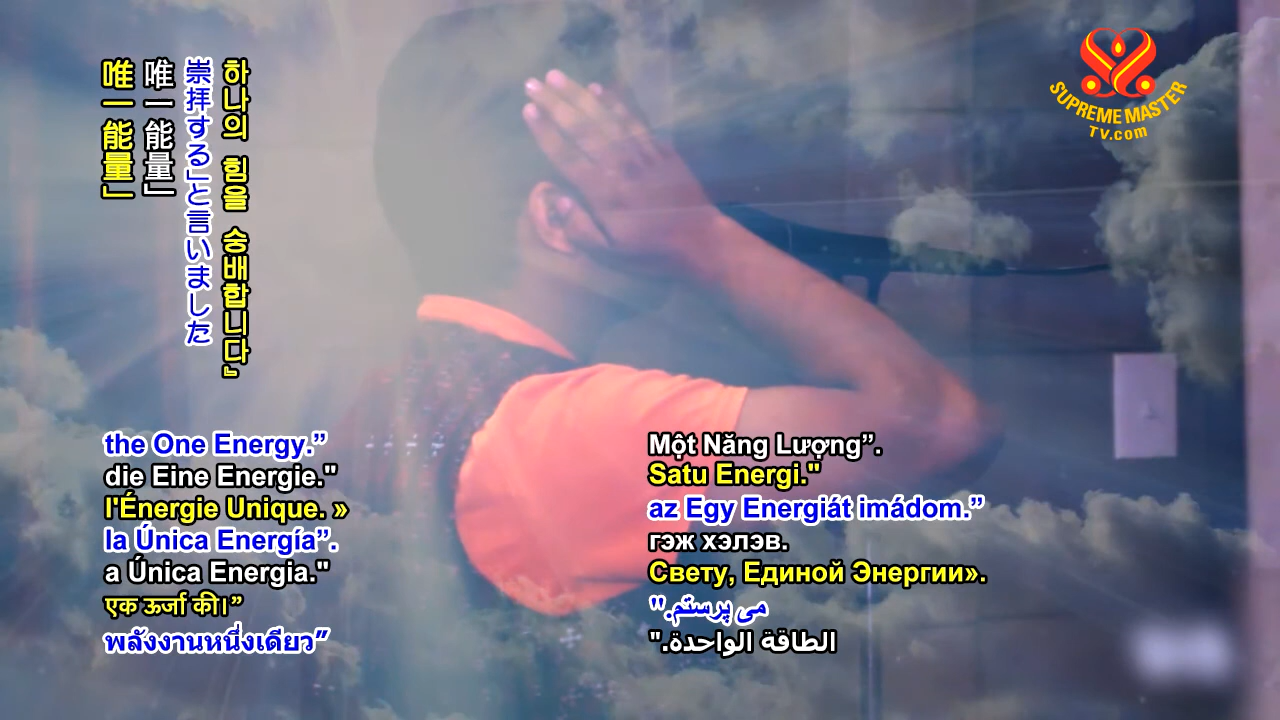 하나의 힘을 숭배합니다』
崇拝する」と言いました
唯一能量」
唯一能量」
SUPREME MASTER
TV.com
the One Energy.”
die Eine Energie."
l'Énergie Unique. »
la Única Energía”.
a Única Energia."
एक ऊर्जा की।”
พลังงานหนึ่งเดียว”
Một Năng Lượng”.
Satu Energi."
az Egy Energiát imádom.”
гэж хэлэв.
Свету, Единой Энергии».
می پرستم."
الطاقة الواحدة."